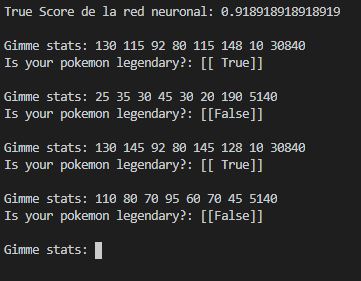 True Score de la red neuronal: 0.918918918918919
Gimme stats: 130 115 92 80 115 148 10 30840
Is your pokemon legendary?: [[ True]]
Gimme stats: 25 35 30 45 30 20 190 5140
Is your pokemon legendary?: [[False]]
Gimme stats: 130 145 92 80 145 128 10 30840
Is your pokemon legendary?: [[ True]]
Gimme stats: 110 80 70 95 60 70 45 5140
Is your pokemon legendary?: [[False]]
Gimme stats: